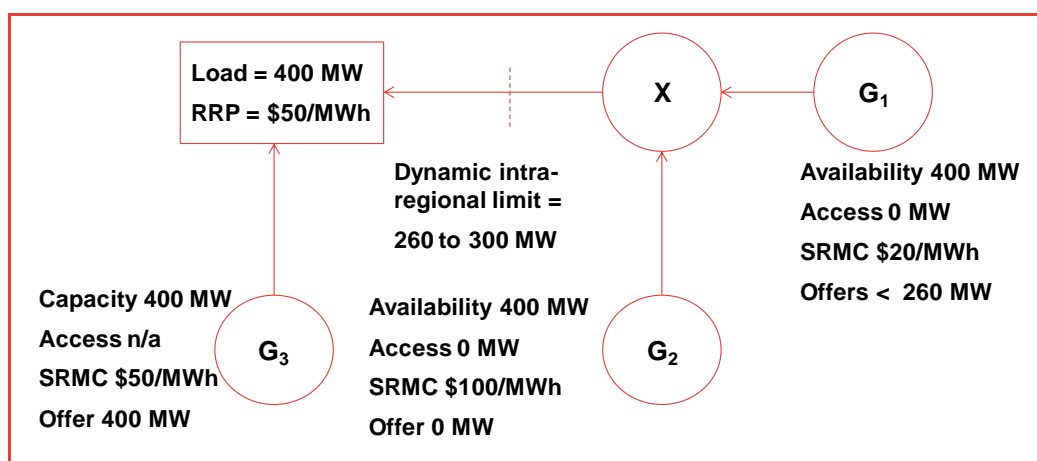 Load = 400 MW
RRP = $50/MWh
X
G1
Dynamic intra-
regional limit =
260 to 300 MW
Availability 400 MW
Access 0 MW
SRMC $20/MWh
Offers < 260 MW
Capacity 400 MW
Access n/a
SRMC $50/MWh
Offer 400 MW
G3
Availability 400 MW
Access 0 MW
SRMC $100/MWh
Offer 0 MW
G2